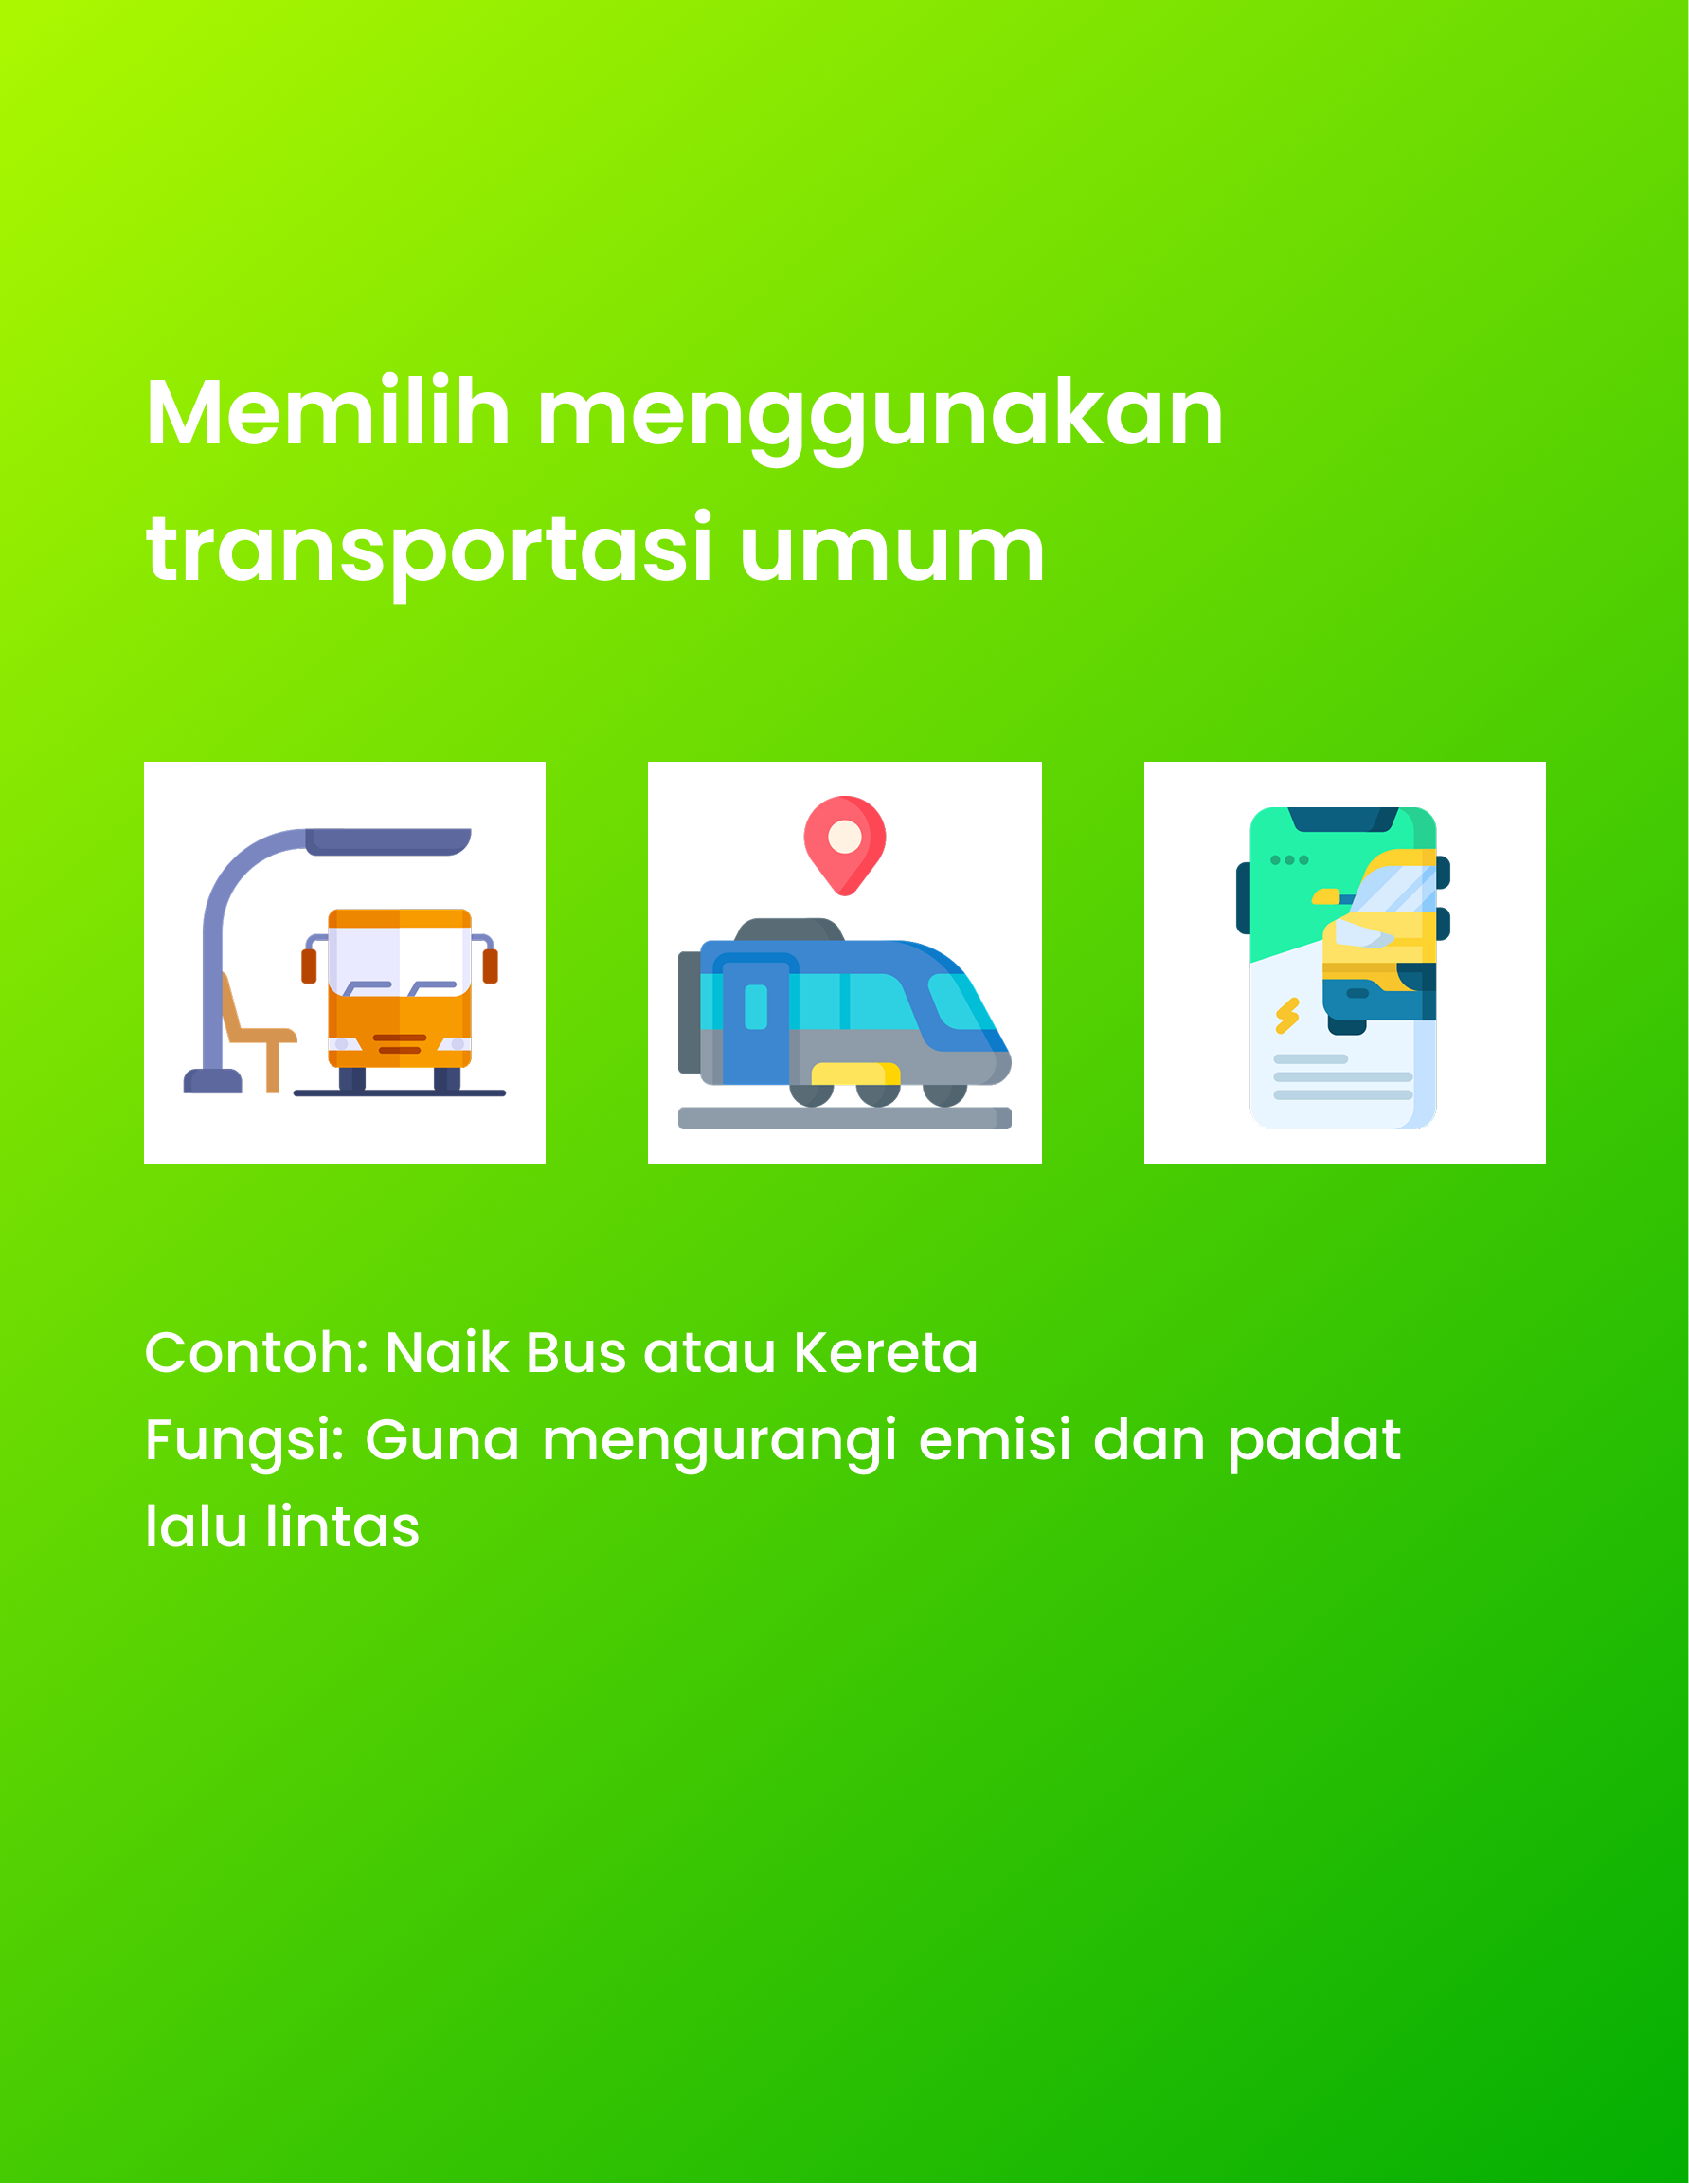 Memilih menggunakan
transportasi umum
Contoh: Naik Bus atau Kereta
Fungsi: Guna mengurangi emisi dan padat
lalu lintas